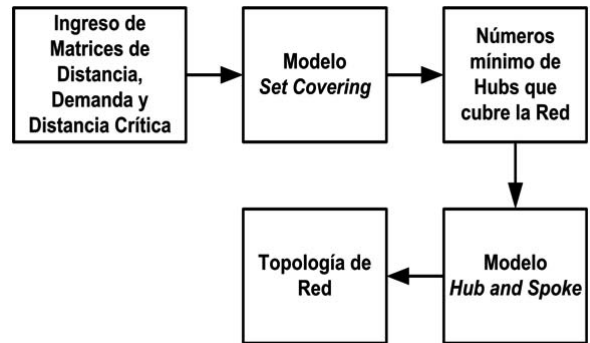 Ingreso de
Matrices de
Distancia,
Demanda y
Distancia Crítica
Modelo
Set Covering
Números
mínimo de
Hubs que
cubre la Red
Modelo
Hub and Spoke
Topología de
Red